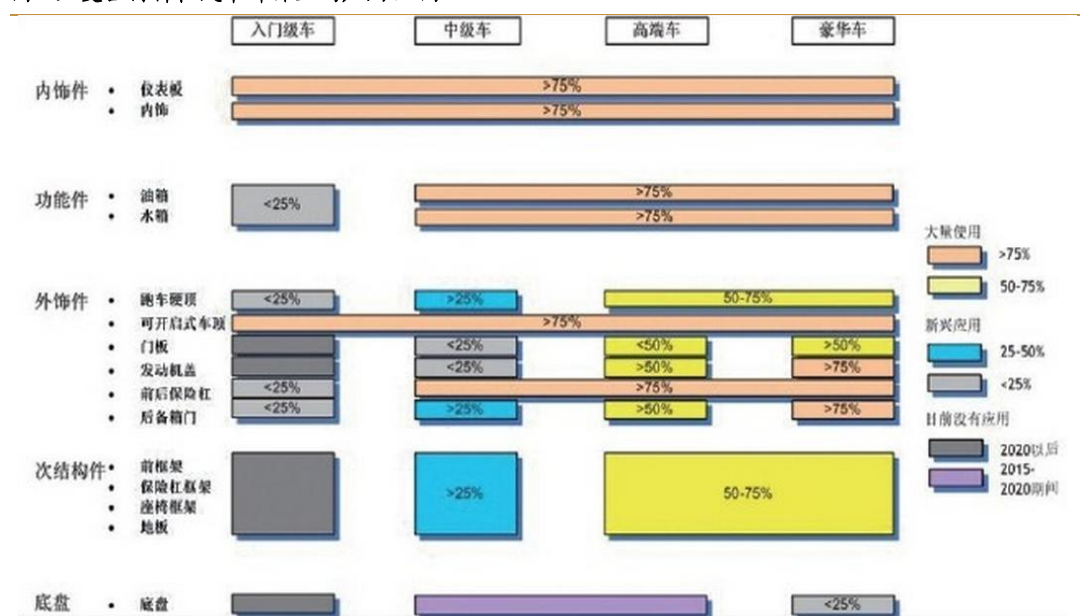 入门级车 中级车 高端车 豪华车
内饰件 • 仪表板 >75%
• 内饰 >75%
功能件 • 油箱 <25% >75%
• 水箱 >75%
外饰件 • 跑车硬顶 <25% >25% 50-75%
• 可开启式车顶 >75%
• 门板 <25% <50% >50%
• 发动机盖 <25% >50% >75%
• 前后保险杠 <25% >75%
• 后备箱门 <25% >25% >50% >75%
次结构件 • 前框架
• 保险杠框架 >25% 50-75%
• 座椅框架
• 地板
底盘 • 底盘 <25%
大量使用
>75%
50-75%
新兴应用
25-50%
<25%
目前没有应用
2020以后
2015-
2020期间